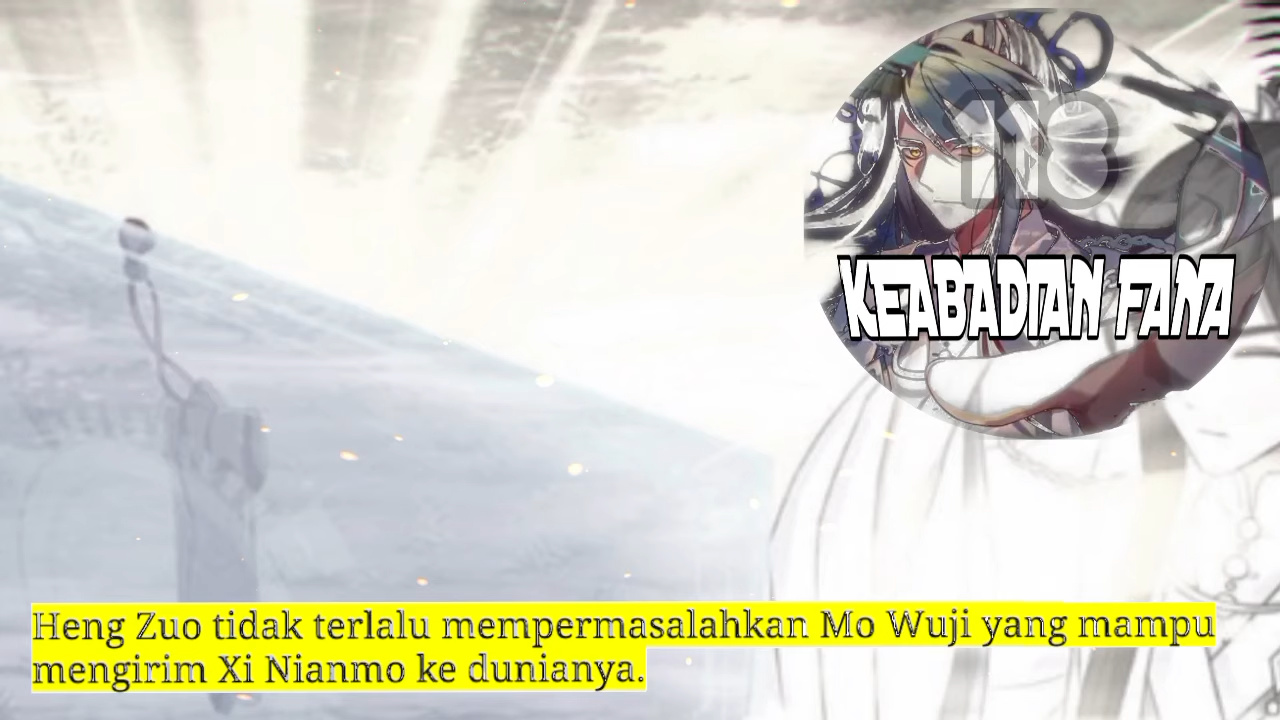 KEABADIAN FANA
Heng Zuo tidak terlalu mempermasalahkan Mo Wuji yang mampu
mengirim Xi Nianmo ke dunianya.